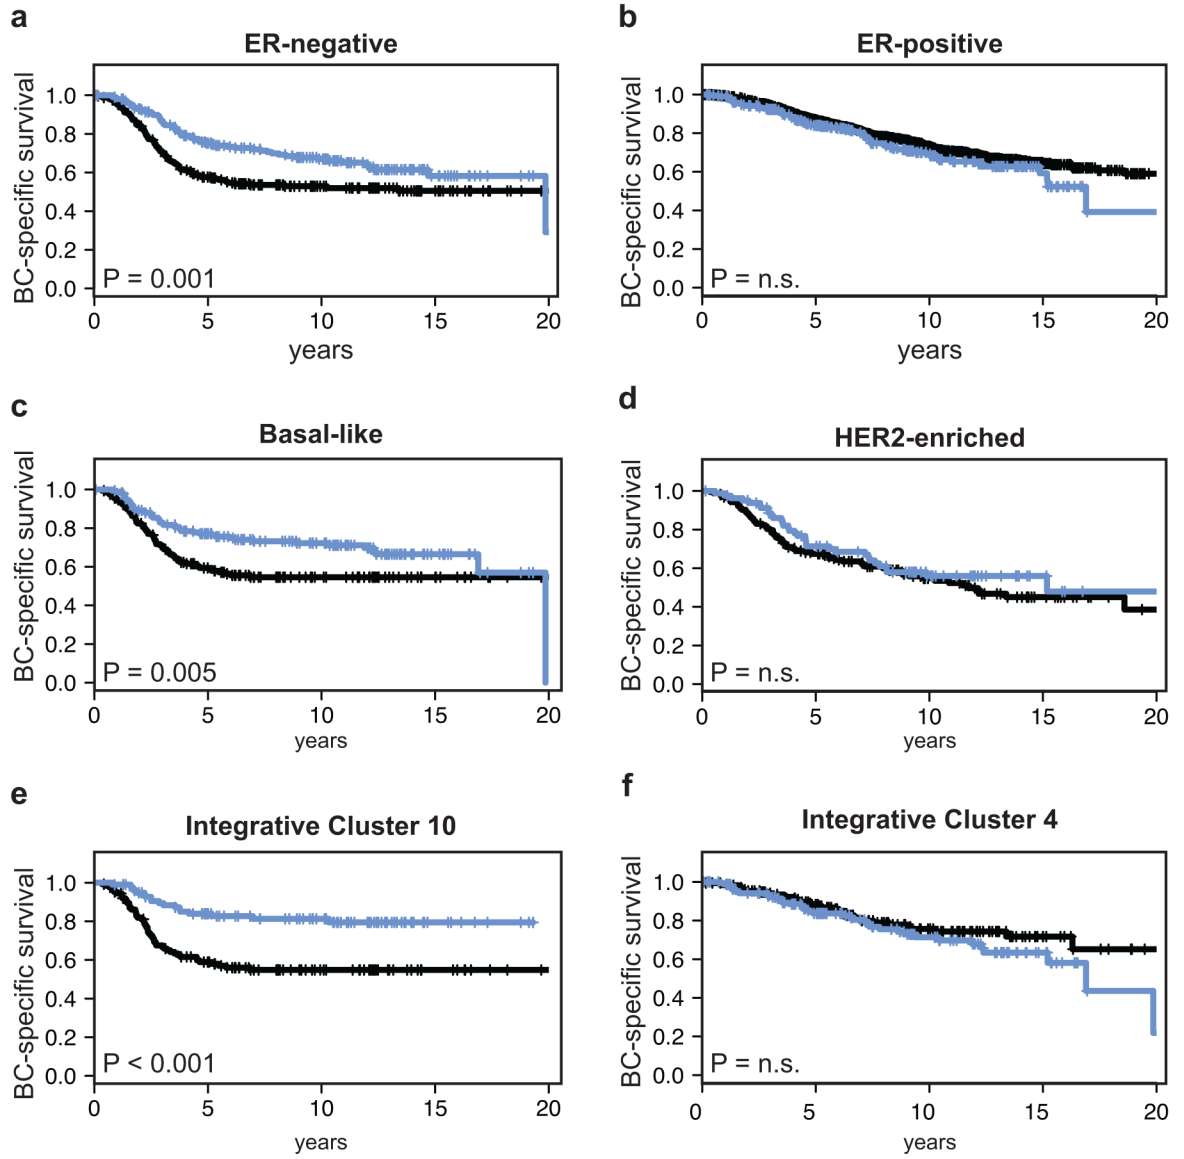 a
ER-negative
BC-specific survival
1.0
0.8
0.6
0.4
0.2
0.0
P = 0.001
0 5 10 15 20
years
b
ER-positive
BC-specific survival
1.0
0.8
0.6
0.4
0.2
0.0
P = n.s.
0 5 10 15 20
years
c
Basal-like
BC-specific survival
1.0
0.8
0.6
0.4
0.2
0.0
P = 0.005
0 5 10 15 20
years
d
HER2-enriched
BC-specific survival
1.0
0.8
0.6
0.4
0.2
0.0
P = n.s.
0 5 10 15 20
years
e
Integrative Cluster 10
BC-specific survival
1.0
0.8
0.6
0.4
0.2
0.0
P < 0.001
0 5 10 15 20
years
f
Integrative Cluster 4
BC-specific survival
1.0
0.8
0.6
0.4
0.2
0.0
P = n.s.
0 5 10 15 20
years